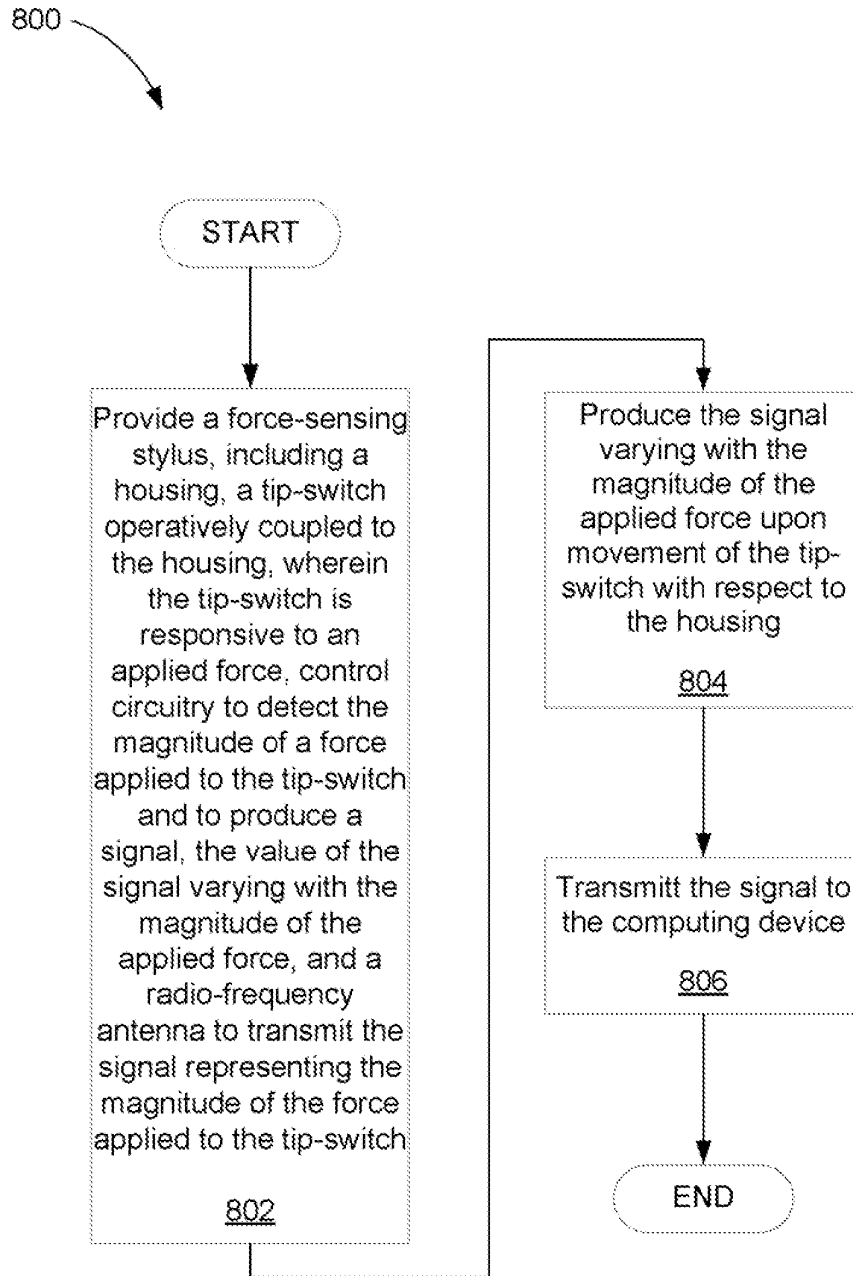 800
START
Provide a force-sensing
stylus, including a
housing, a tip-switch
operatively coupled to
the housing, wherein
the tip-switch is
responsive to an
applied force, control
circuitry to detect the
magnitude of a force
applied to the tip-switch
and to produce a
signal, the value of the
signal varying with the
magnitude of the
applied force, and a
radio-frequency
antenna to transmit the
signal representing the
magnitude of the force
applied to the tip-switch
802
Produce the signal
varying with the
magnitude of the
applied force upon
movement of the tip-
switch with respect to
the housing
804
Transmitt the signal to
the computing device
806
END